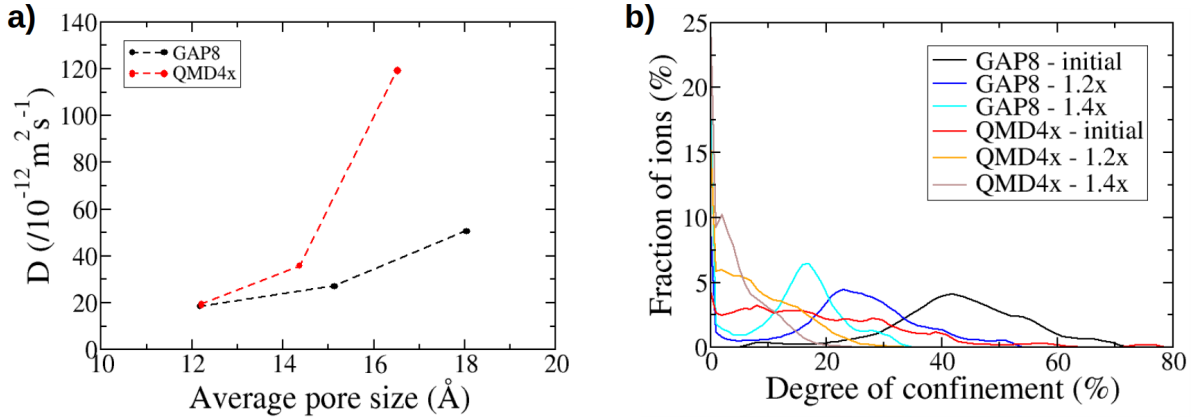 a)
140
120
100
80
60
40
20
0
D (/10⁻¹² m² s⁻¹)
GAP8
QMD4x
10 12 14 16 18 20
Average pore size (Å)
b)
25
20
15
10
5
0
Fraction of ions (%)
GAP8 - initial
GAP8 - 1.2x
GAP8 - 1.4x
QMD4x - initial
QMD4x - 1.2x
QMD4x - 1.4x
0 20 40 60 80
Degree of confinement (%)